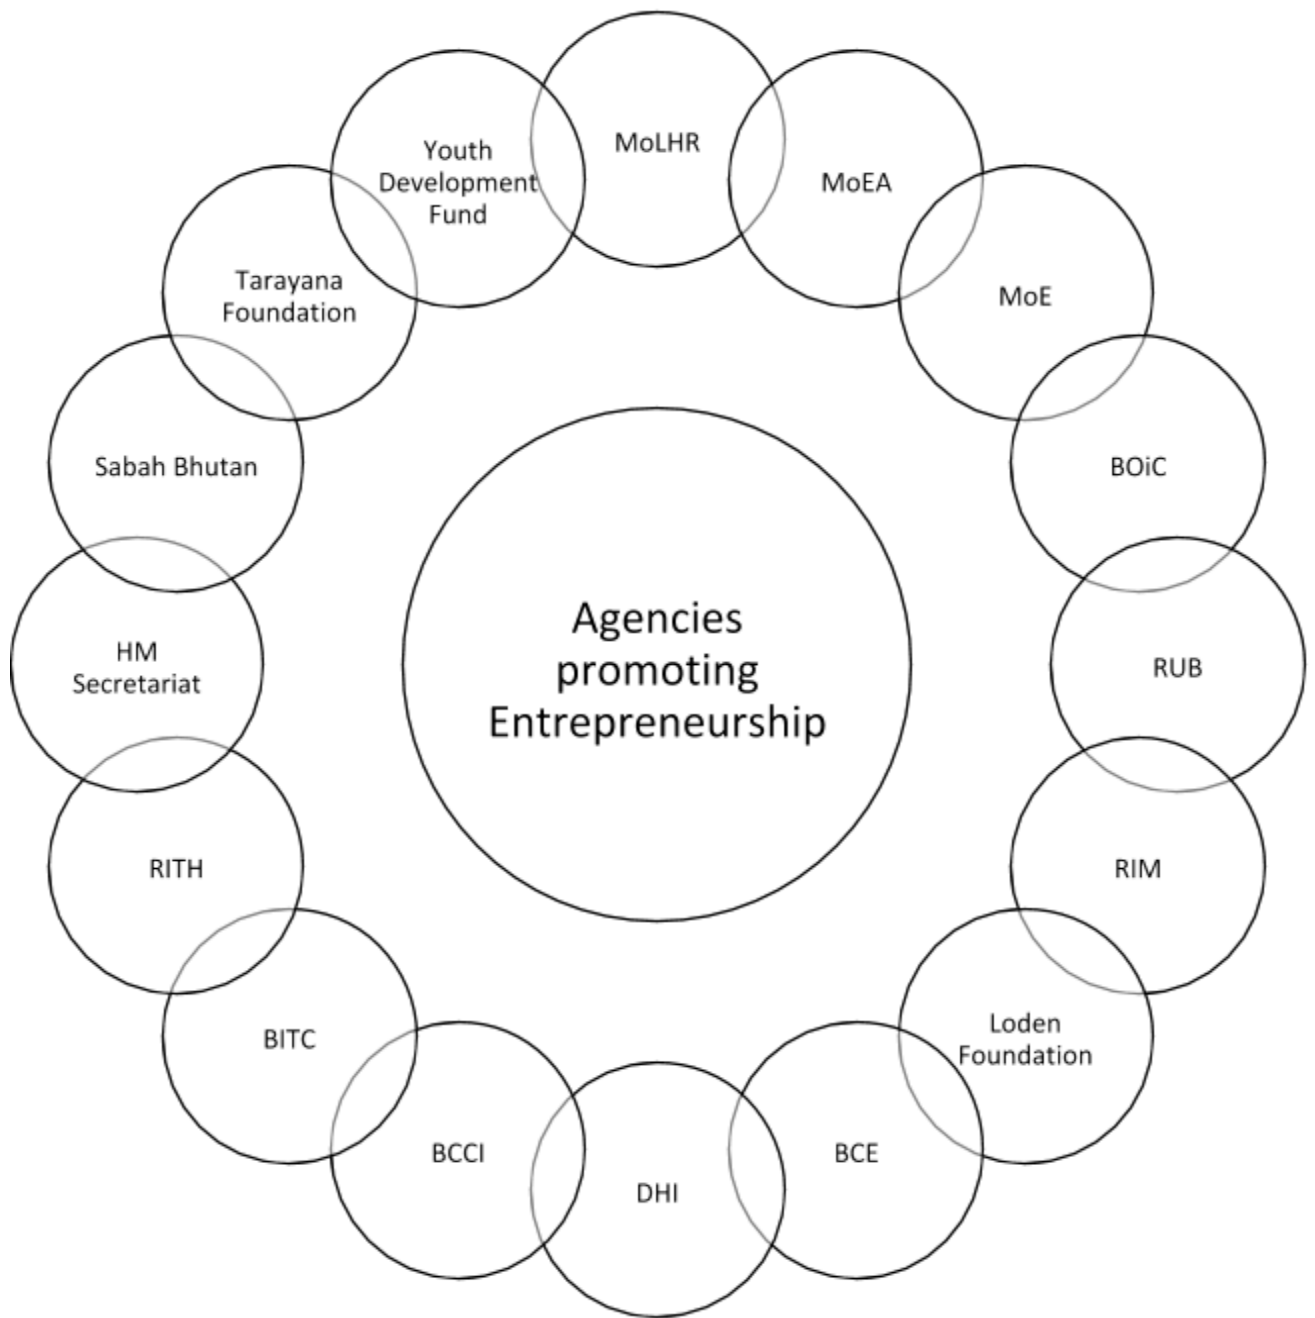 MoLHR
MoEA
MoE
BOiC
RUB
RIM
Loden
Foundation
BCE
DHI
BCCI
BITC
RITH
HM
Secretariat
Sabah Bhutan
Tarayana
Foundation
Youth
Development
Fund
Agencies
promoting
Entrepreneurship